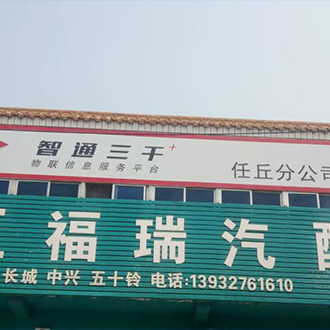 智通三千+
物联信息服务平台
任丘分公司
福瑞汽配
长城 中兴 五十铃 电话:13932761610